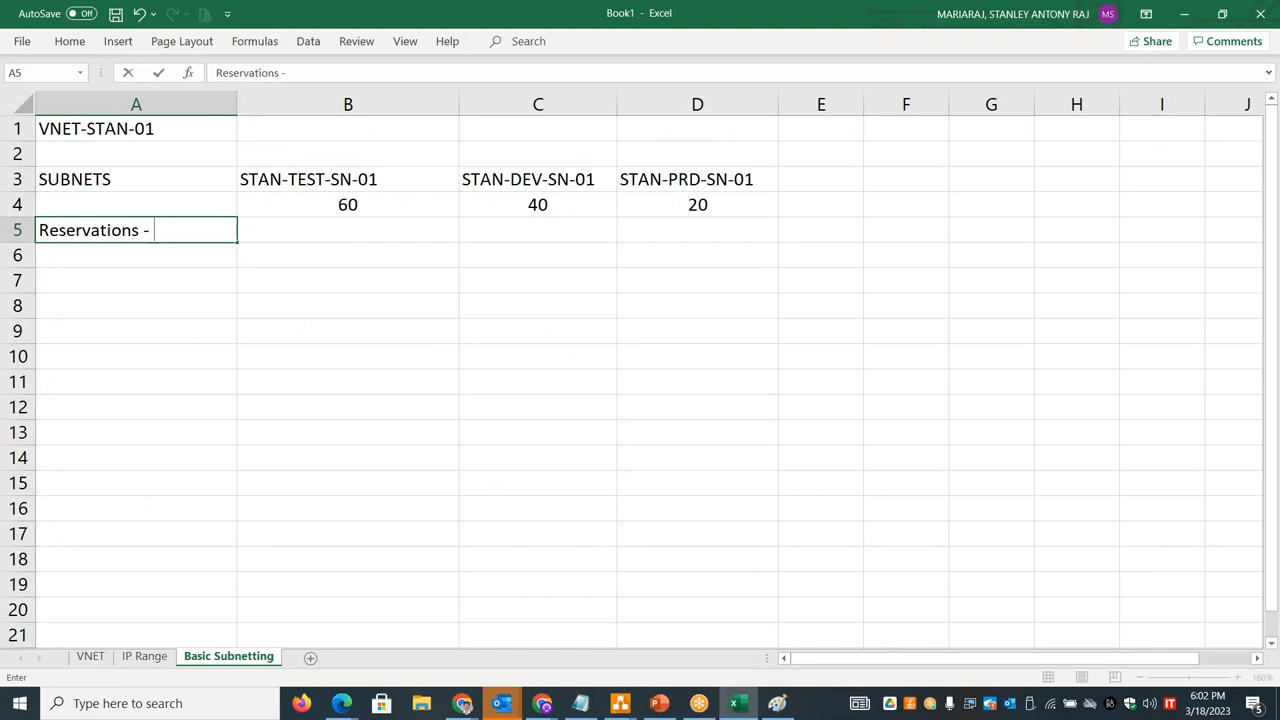 AutoSave Off
Book1 - Excel
MARIARAJ, STANLEY ANTONY RAJ MS
File Home Insert Page Layout Formulas Data Review View Help Search Share Comments
A5 fx Reservations -
A B C D E F G H I J
1 VNET-STAN-01
2
3 SUBNETS STAN-TEST-SN-01 STAN-DEV-SN-01 STAN-PRD-SN-01
4 60 40 20
5 Reservations -
6
7
8
9
10
11
12
13
14
15
16
17
18
19
20
21
VNET IP Range Basic Subnetting
Enter 160%
Type here to search
6:02 PM
3/18/2023